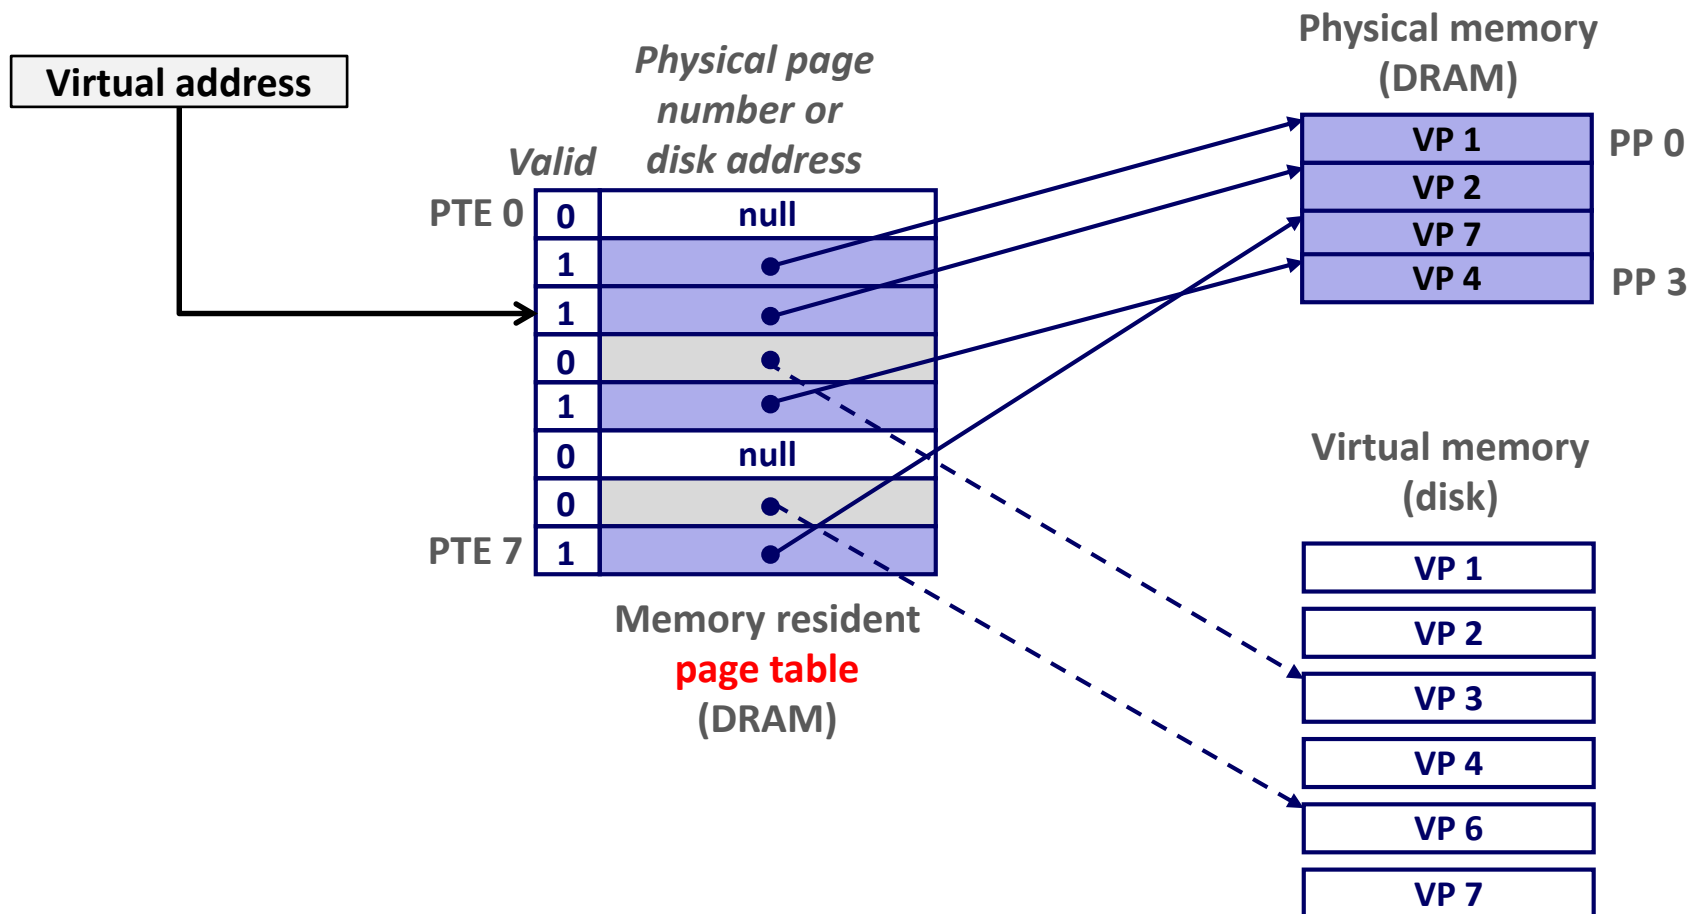 Virtual address
Physical page
number or
disk address
Valid
PTE 0
0 null
1
1
0
1
0 null
0
PTE 7 1
Memory resident
page table
(DRAM)
Physical memory
(DRAM)
VP 1 PP 0
VP 2
VP 7
VP 4 PP 3
Virtual memory
(disk)
VP 1
VP 2
VP 3
VP 4
VP 6
VP 7